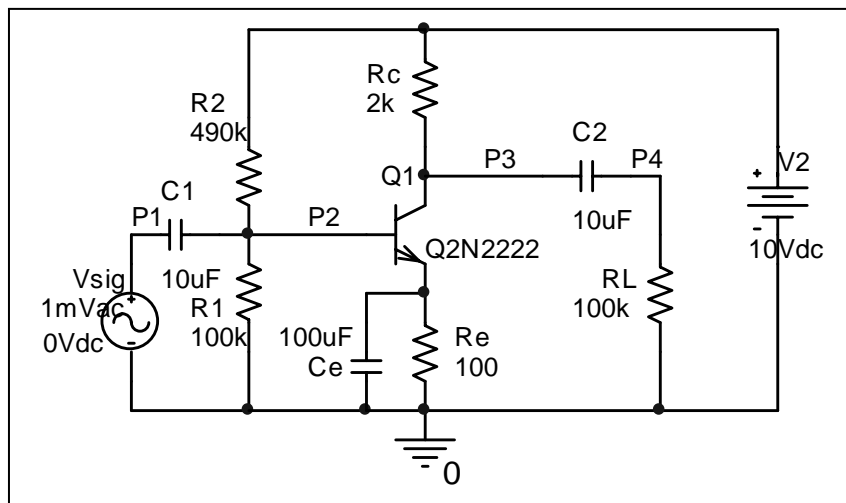 Rc
2k
R2
490k
C2
P3
P4
V2
Q1
C1
P1
P2
10uF
Q2N2222
10Vdc
Vsig
10uF
1mVac
R1
RL
0Vdc
100k
100uF
Re
100k
Ce
100
0